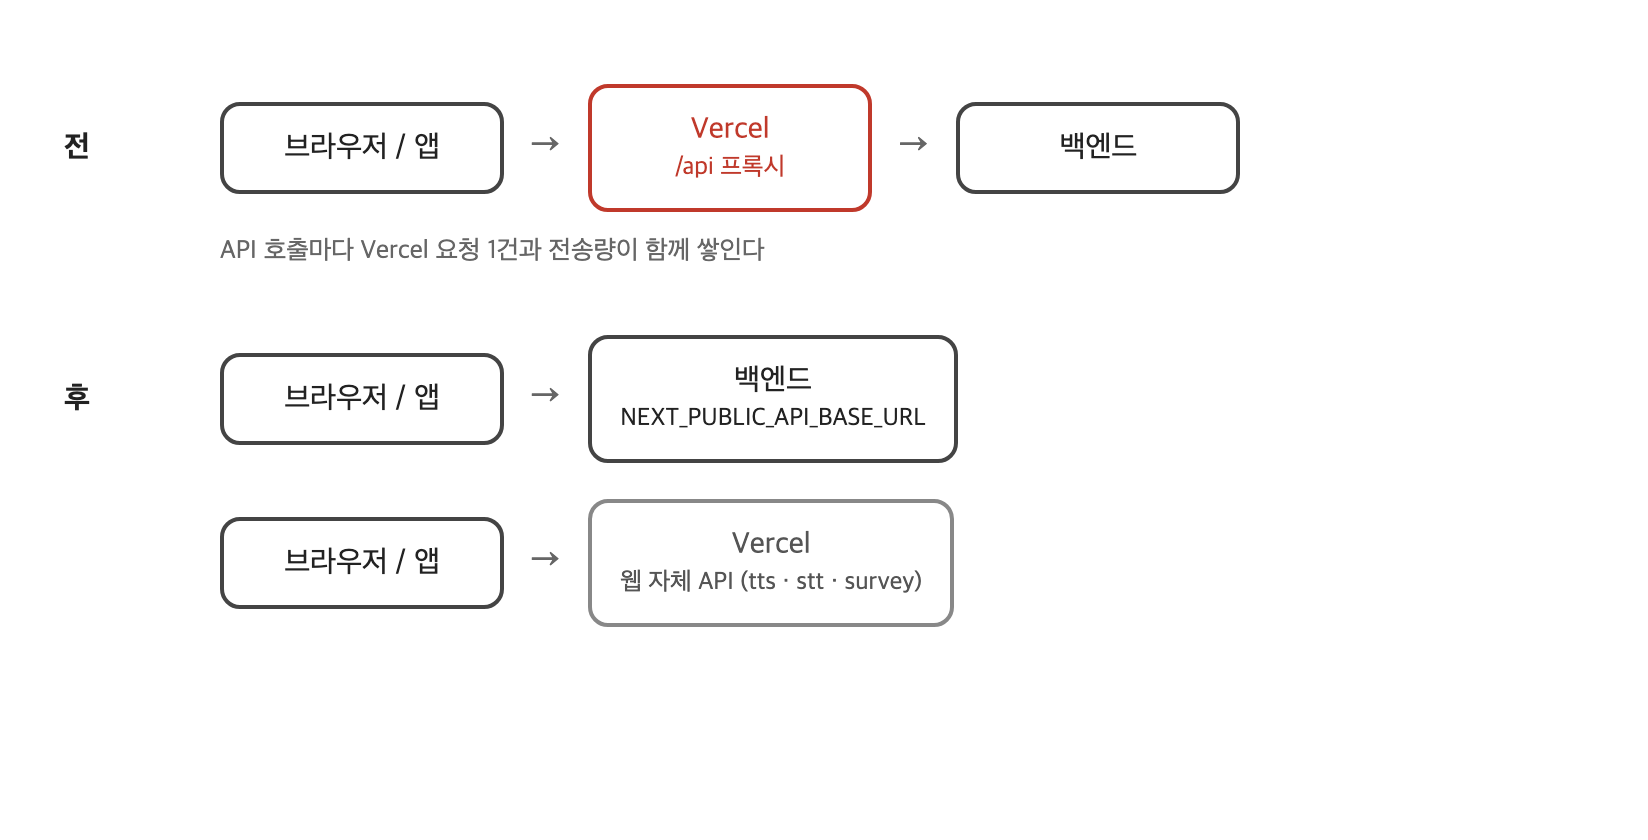 전
브라우저 / 앱
→
Vercel
/api 프록시
→
백엔드
API 호출마다 Vercel 요청 1건과 전송량이 함께 쌓인다
후
브라우저 / 앱
→
백엔드
NEXT_PUBLIC_API_BASE_URL
브라우저 / 앱
→
Vercel
웹 자체 API (tts · stt · survey)